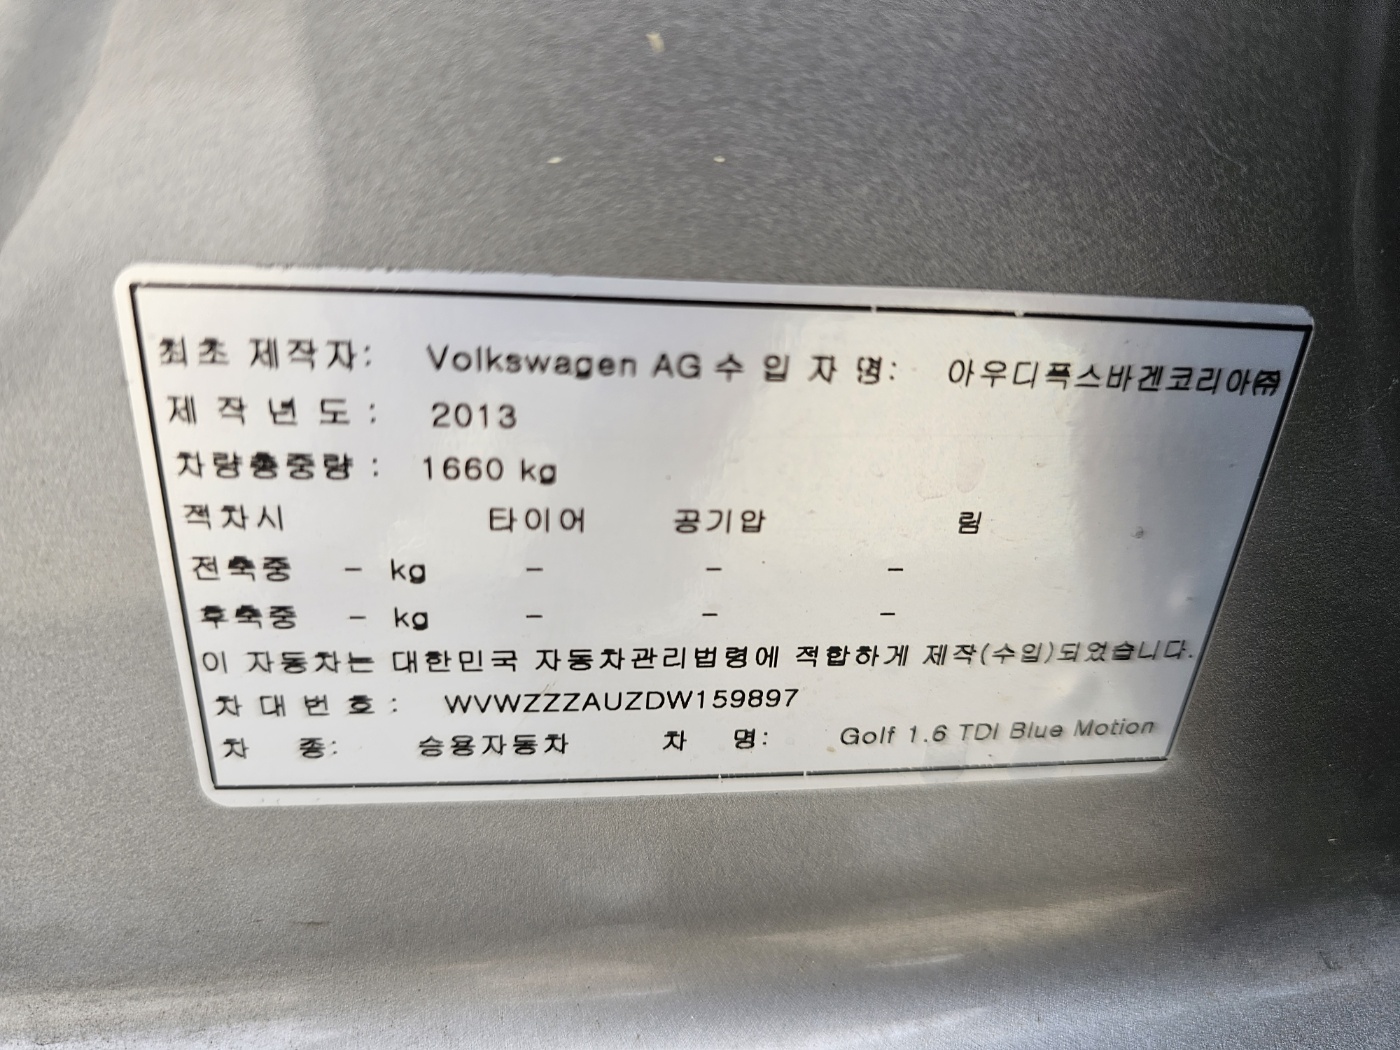 최초 제작자: Volkswagen AG 수 입 자 명: 아우디폭스바겐코리아㈜
제 작 년 도 : 2013
차량총중량 : 1660 kg
적차시 타이어 공기압 림
전축중 - kg - - -
후축중 - kg - - -
이 자동차는 대한민국 자동차관리법령에 적합하게 제작(수입)되었습니다.
차 대 번 호 : WVWZZZAUZDW159897
차 종: 승용자동차 차 명: Golf 1.6 TDI Blue Motion